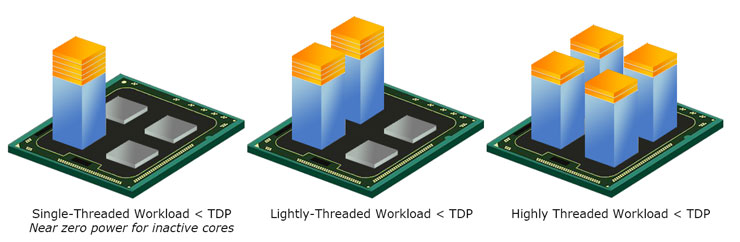 Single-Threaded Workload < TDP
Near zero power for inactive cores
Lightly-Threaded Workload < TDP
Highly Threaded Workload < TDP